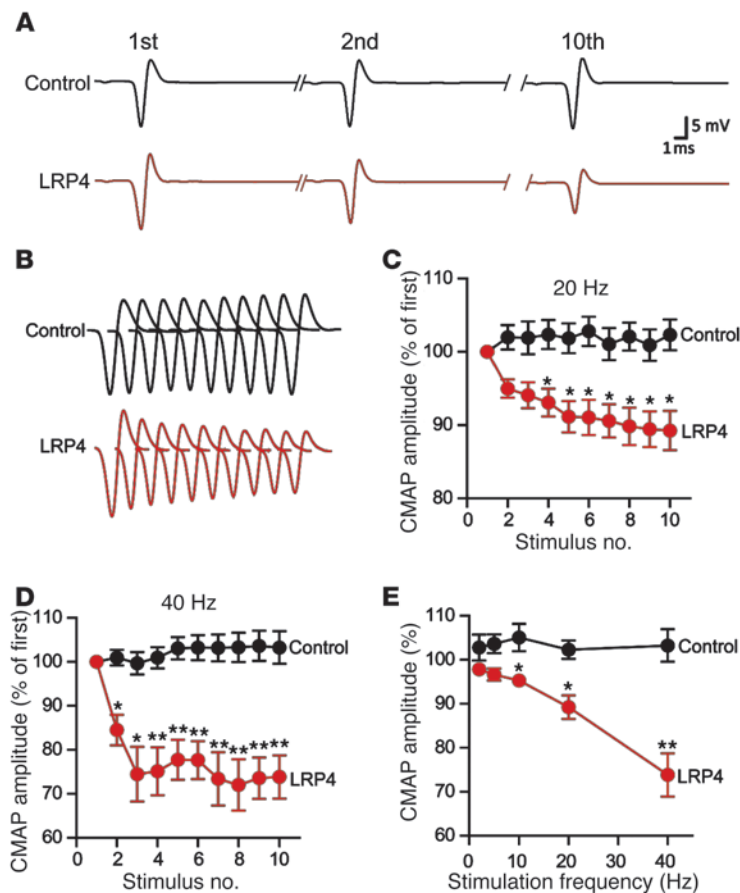 A
1st 2nd 10th
Control
5 mV
1 ms
LRP4
B
Control
LRP4
C
20 Hz
CMAP amplitude (% of first)
110
100
90
80
Control
* * * * * * *
LRP4
0 2 4 6 8 10
Stimulus no.
D
40 Hz
CMAP amplitude (% of first)
110
100
90
80
70
60
Control
* * ** ** ** ** ** ** **
LRP4
0 2 4 6 8 10
Stimulus no.
E
CMAP amplitude (%)
110
100
90
80
70
60
Control
* * **
LRP4
0 10 20 30 40
Stimulation frequency (Hz)